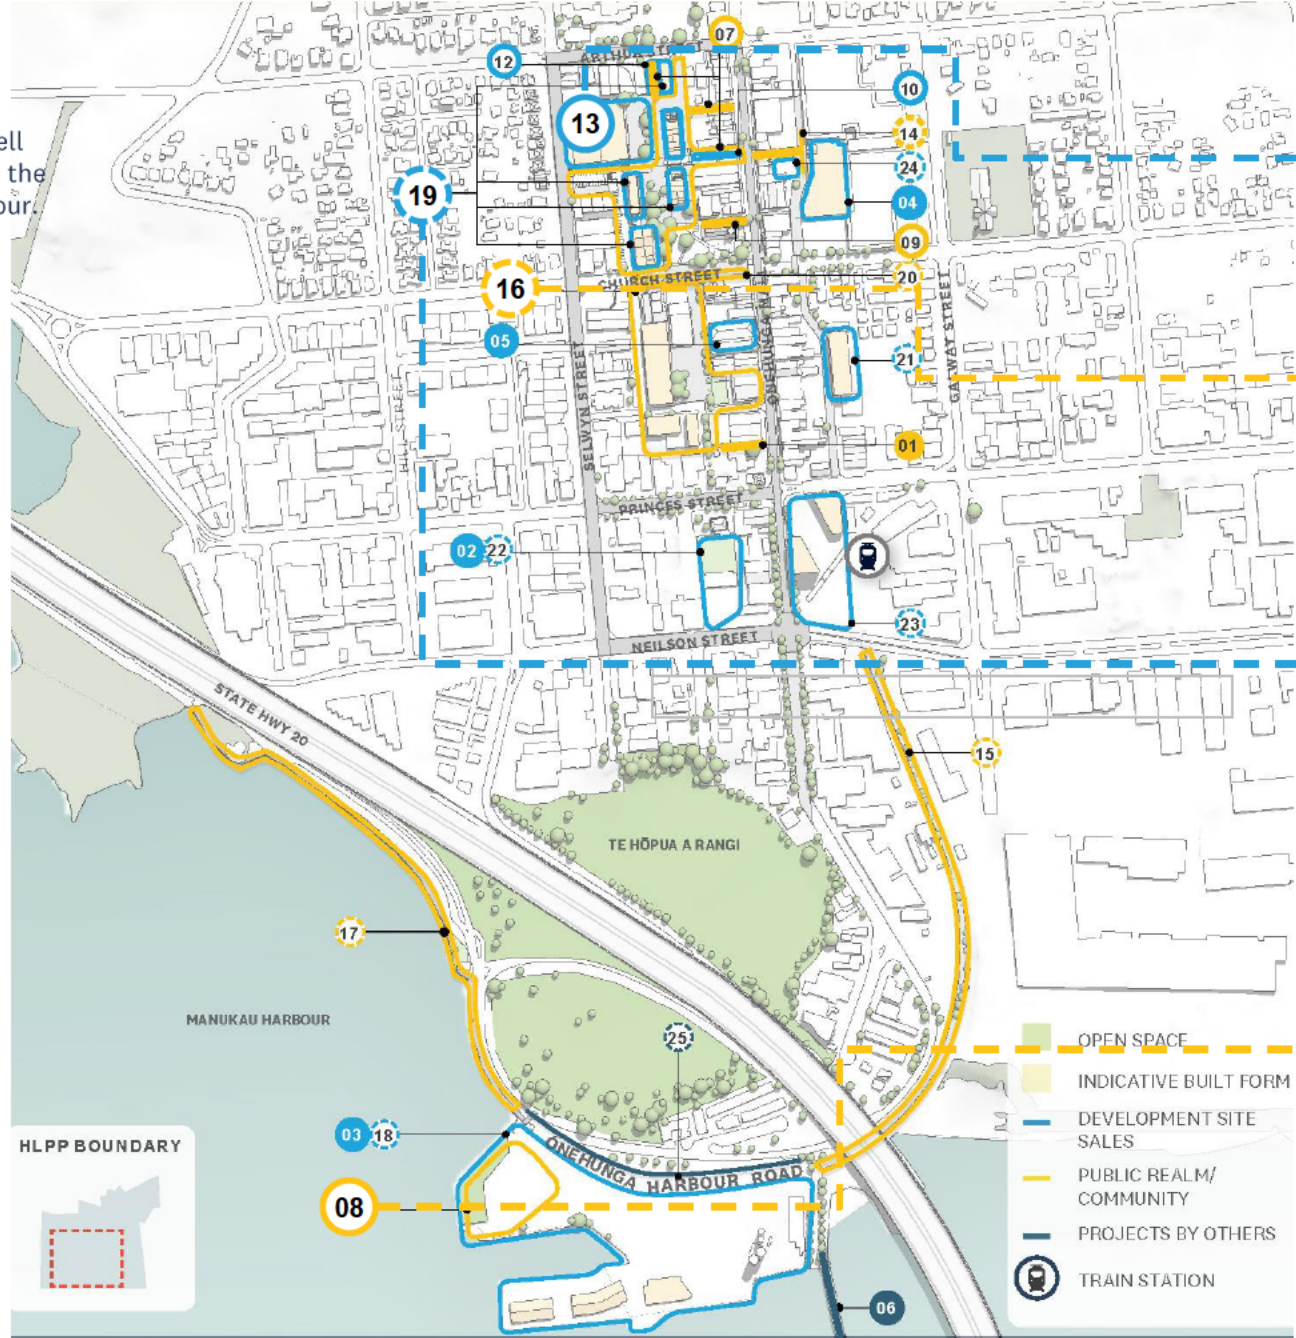 07
ARTHUR STREET
12
10
13
14
ell
24
the
19
our.
04
09
CHURCH STREET
20
16
05
21
SELVYN STREET
GALWAY STREET
01
PRINCES STREET
02 22
23
NEILSON STREET
STATE HWY 20
15
TE HŌPUA A RANGI
17
MANUKAU HARBOUR
25
OPEN SPACE
INDICATIVE BUILT FORM
03 18
DEVELOPMENT SITE
SALES
HLPP BOUNDARY
ONEHUNGA HARBOUR ROAD
PUBLIC REALM/
COMMUNITY
08
PROJECTS BY OTHERS
TRAIN STATION
06